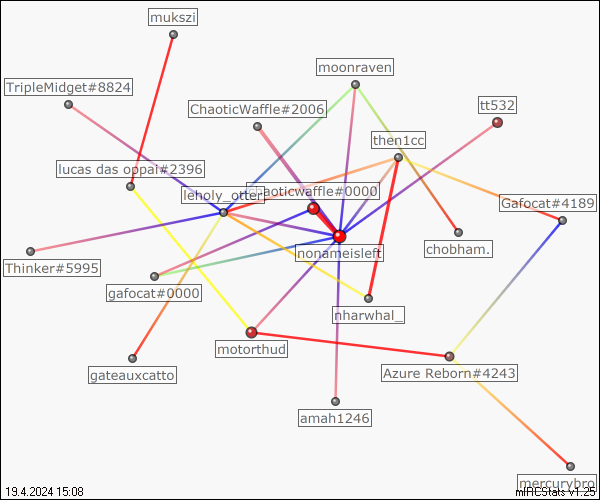 mukszi
moonraven
TripleMidget#8824
ChaoticWaffle#2006
tt532
then1cc
lucas das oppai#2396
leholy_otter
chaoticwaffle#0000
Gafocat#4189
nonameisleft
chobham.
Thinker#5995
gafocat#0000
nharwhal_
motorthud
gateauxcatto
Azure Reborn#4243
amah1246
mercurybro
19.4.2024 15:08
mIRCStats v1.25